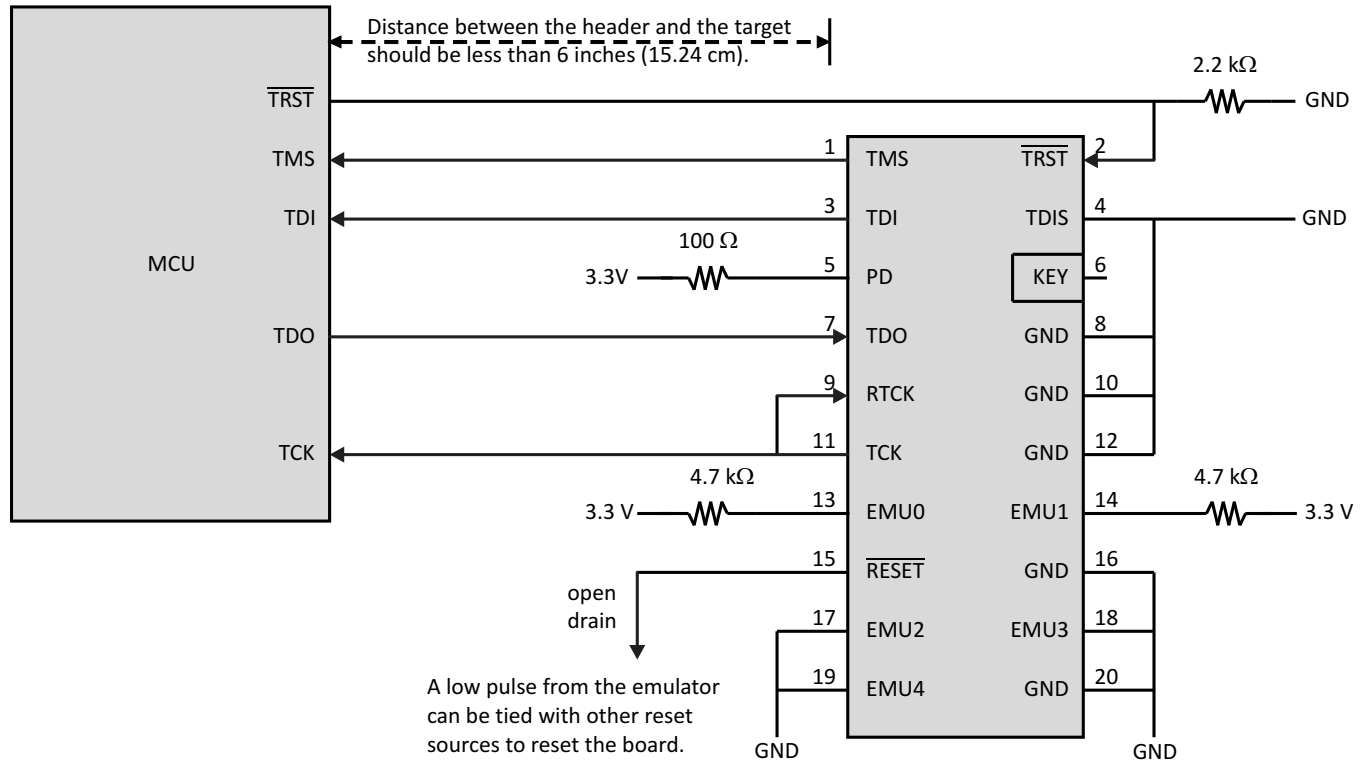 Distance between the header and the target
should be less than 6 inches (15.24 cm).
2.2 kΩ
TRST
GND
1
TMS
TMS
TRST
2
TDI
3
TDI
TDIS
4
GND
MCU
100 Ω
3.3V
5
PD
KEY
6
TDO
7
TDO
GND
8
9
RTCK
GND
10
TCK
11
TCK
GND
12
4.7 kΩ
4.7 kΩ
3.3 V
13
EMU0
EMU1
14
3.3 V
15
RESET
GND
16
open
drain
17
EMU2
EMU3
18
19
EMU4
GND
20
A low pulse from the emulator
can be tied with other reset
sources to reset the board.
GND
GND